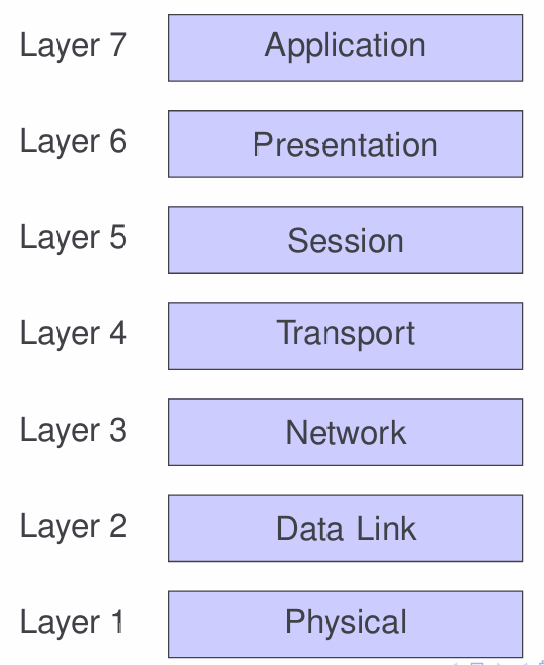 Layer 7 Application
Layer 6 Presentation
Layer 5 Session
Layer 4 Transport
Layer 3 Network
Layer 2 Data Link
Layer 1 Physical